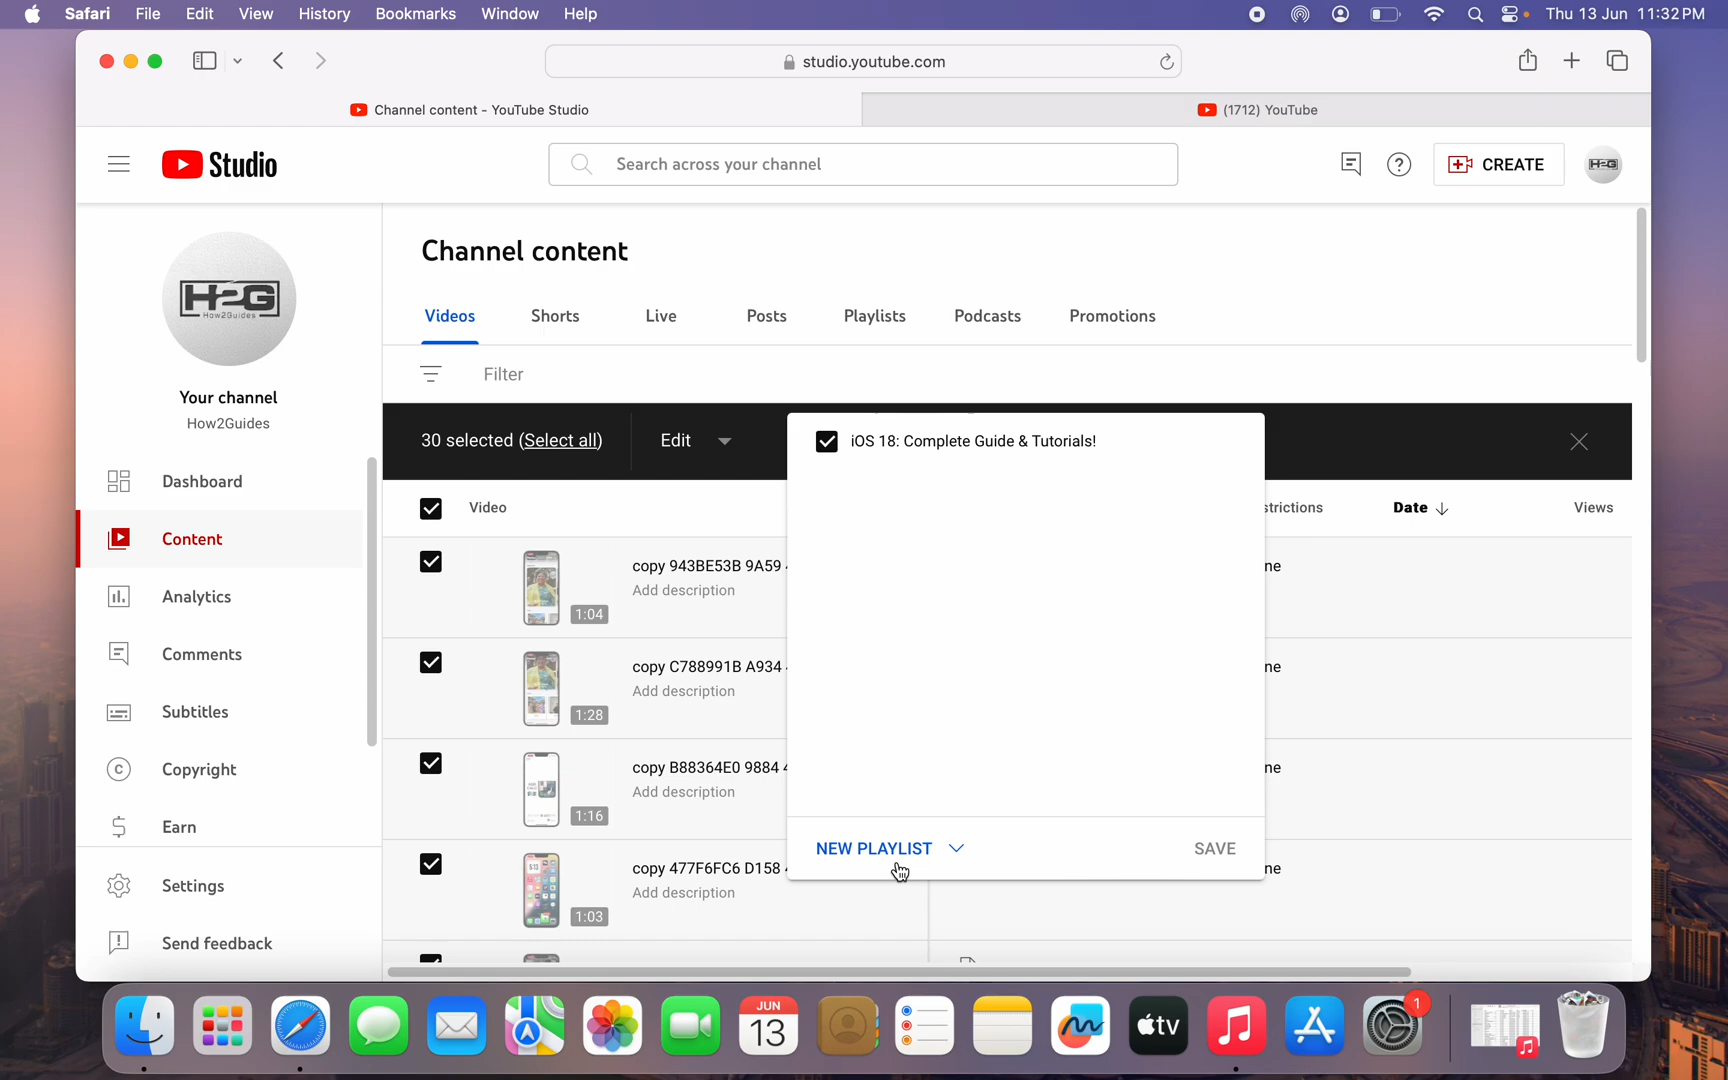 Safari File Edit View History Bookmarks Window Help Thu 13 Jun 11:32 PM
studio.youtube.com
Channel content - YouTube Studio (1712) YouTube
Studio Search across your channel CREATE H2G
Channel content
H2G
How2Guides
Videos Shorts Live Posts Playlists Podcasts Promotions
Filter
Your channel
How2Guides
30 selected (Select all) Edit iOS 18: Complete Guide & Tutorials!
Dashboard
Video strictions Date Views
Content
copy 943BE53B 9A59 ne
Add description
1:04
Analytics
Comments
copy C788991B A934 ne
Add description
1:28
Subtitles
Copyright
copy B88364E0 9884 ne
Add description
1:16
Earn
NEW PLAYLIST SAVE
copy 477F6FC6 D158 ne
Add description
1:03
Settings
Send feedback
JUN
13
tv
1